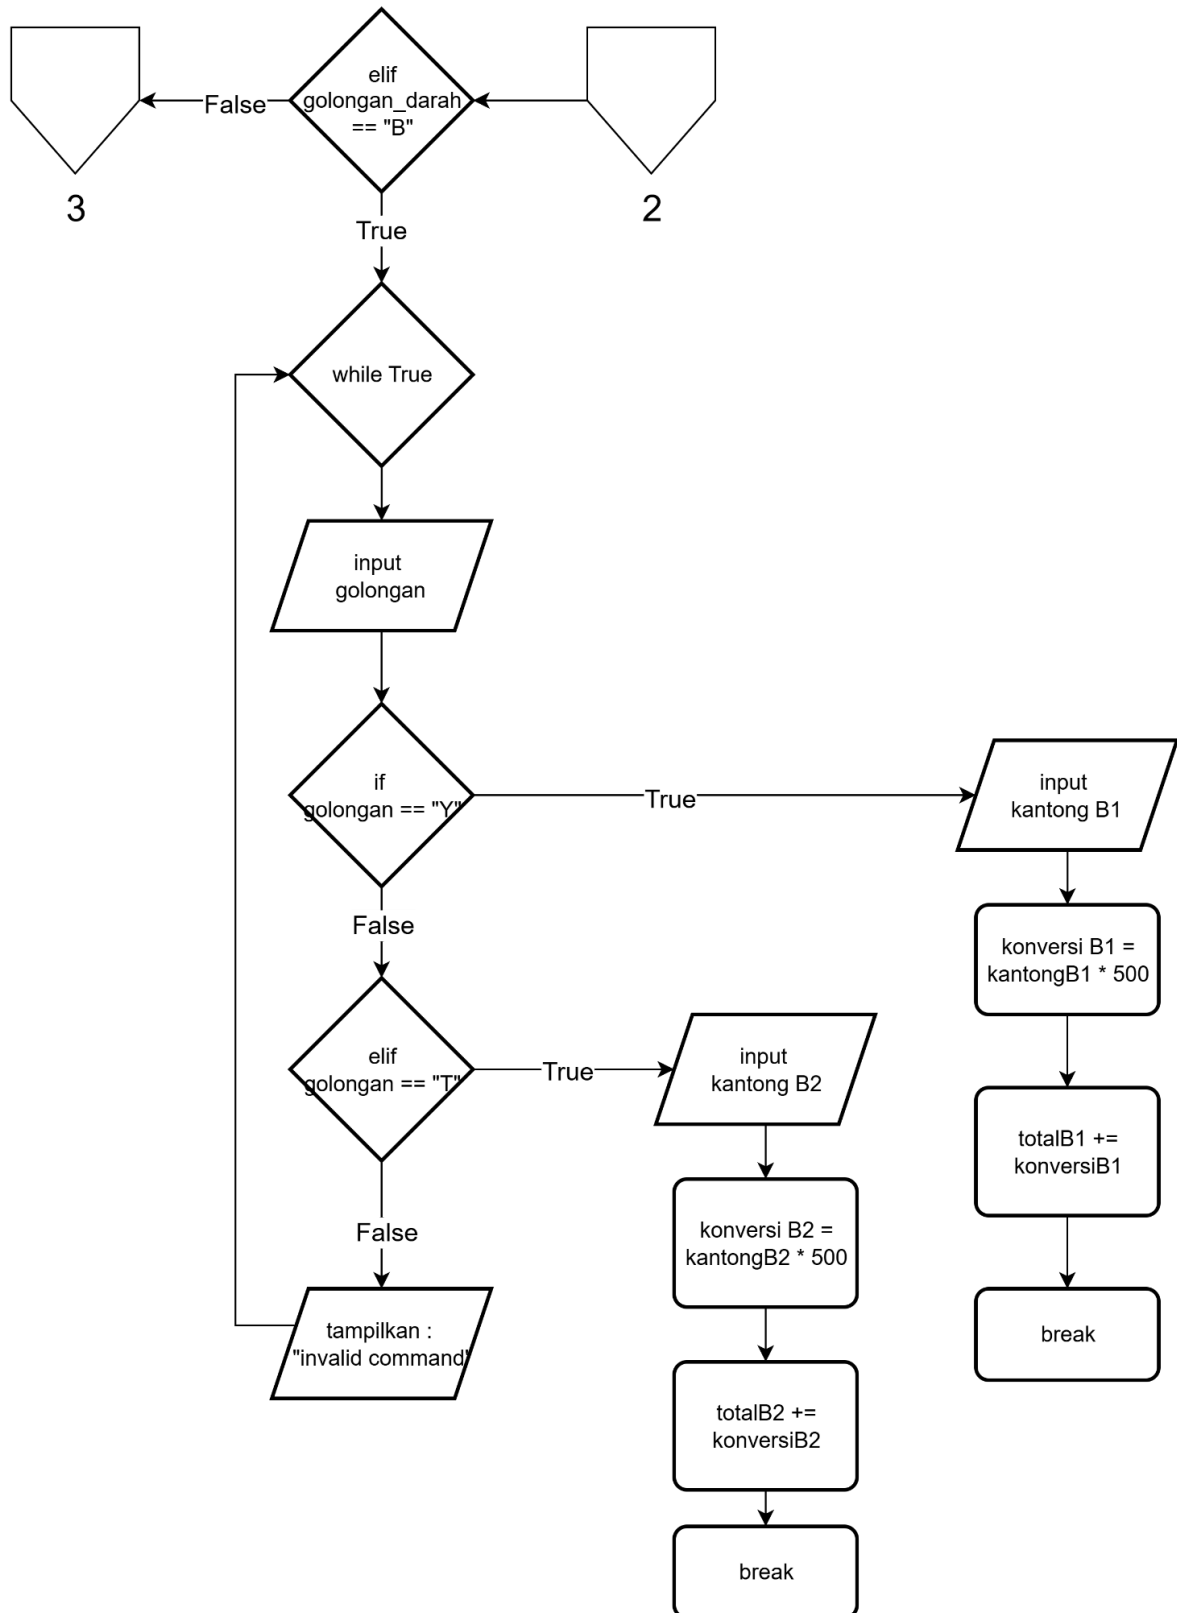 elif
golongan_darah
== "B"
False
3
2
True
while True
input
golongan
if
golongan == "Y"
True
input
kantong B1
False
konversi B1 =
kantongB1 * 500
elif
golongan == "T"
True
input
kantong B2
totalB1 +=
konversiB1
False
konversi B2 =
kantongB2 * 500
tampilkan :
"invalid command"
break
totalB2 +=
konversiB2
break